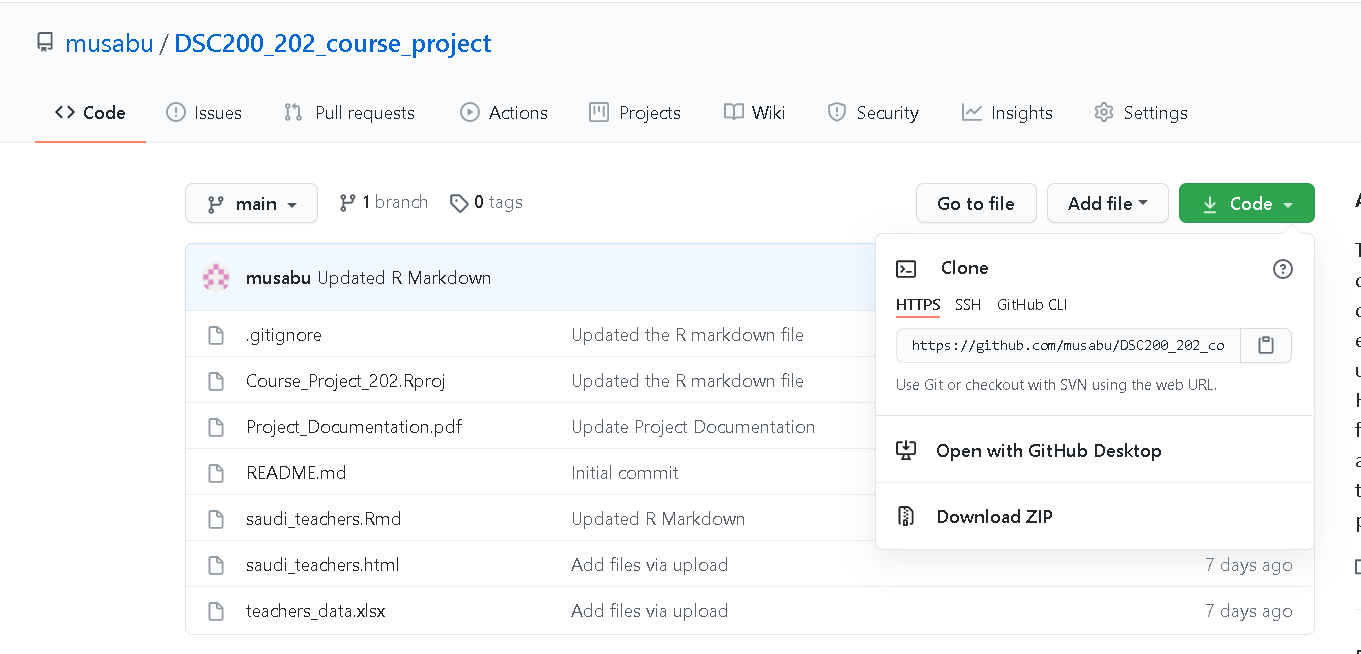 musabu / DSC200_202_course_project
Code Issues Pull requests Actions Projects Wiki Security Insights Settings
main 1 branch 0 tags Go to file Add file Code
musabu Updated R Markdown
.gitignore Updated the R markdown file
Course_Project_202.Rproj Updated the R markdown file
Project_Documentation.pdf Update Project Documentation
README.md Initial commit
saudi_teachers.Rmd Updated R Markdown
saudi_teachers.html Add files via upload 7 days ago
teachers_data.xlsx Add files via upload 7 days ago
Clone
HTTPS SSH GitHub CLI
https://github.com/musabu/DSC200_202_co
Use Git or checkout with SVN using the web URL.
Open with GitHub Desktop
Download ZIP